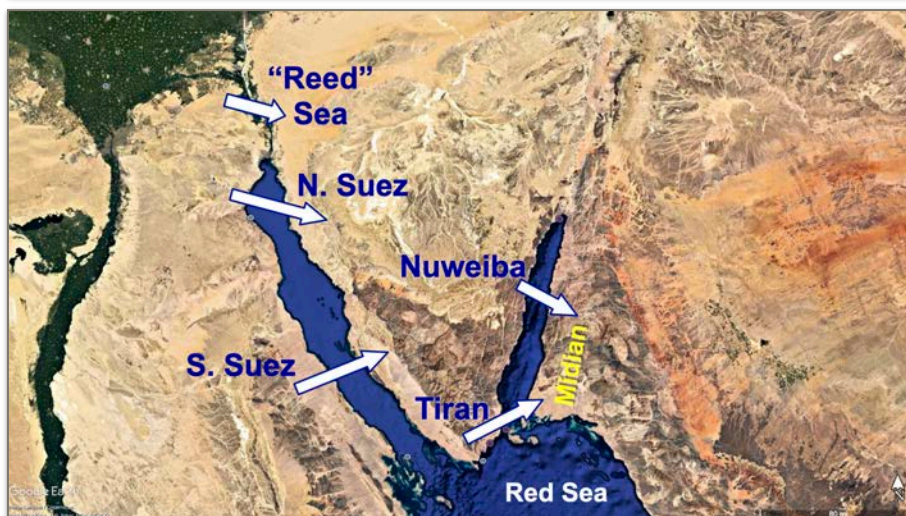 “Reed”
Sea
N. Suez
Nuweiba
S. Suez
Midian
Tiran
Red Sea
Google Earth